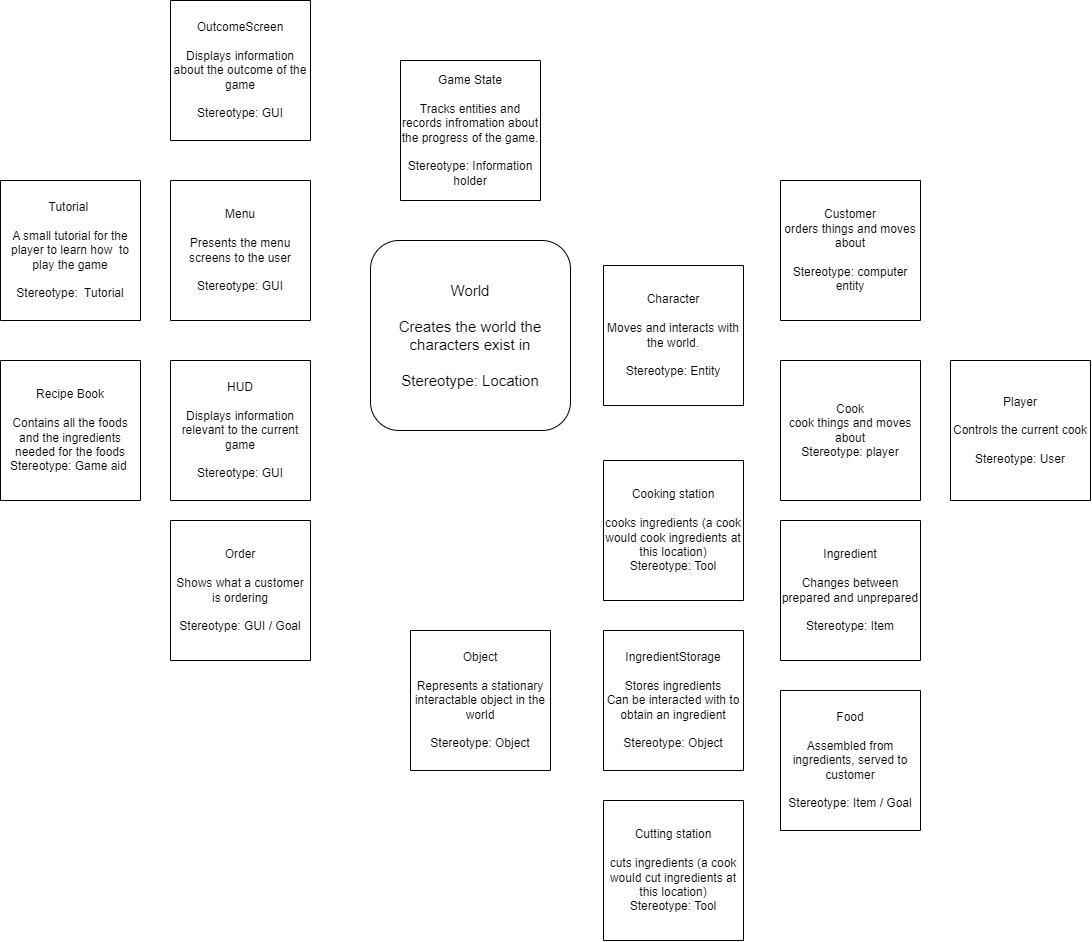 OutcomeScreen
Displays information
about the outcome of the
game
Stereotype: GUI
Game State
Tracks entities and
records infromation about
the progress of the game.
Stereotype: Information
holder
Tutorial
A small tutorial for the
player to learn how  to
play the game
Stereotype:  Tutorial
Menu
Presents the menu
screens to the user
Stereotype: GUI
World
Creates the world the
characters exist in
Stereotype: Location
Character
Moves and interacts with
the world.
Stereotype: Entity
Customer
orders things and moves
about
Stereotype: computer
entity
Recipe Book
Contains all the foods
and the ingredients
needed for the foods
Stereotype: Game aid
HUD
Displays information
relevant to the current
game
Stereotype: GUI
Cook
cook things and moves
about
Stereotype: player
Player
Controls the current cook
Stereotype: User
Cooking station
cooks ingredients (a cook
would cook ingredients at
this location)
Stereotype: Tool
Order
Shows what a customer
is ordering
Stereotype: GUI / Goal
Ingredient
Changes between
prepared and unprepared
Stereotype: Item
Object
Represents a stationary
interactable object in the
world
Stereotype: Object
IngredientStorage
Stores ingredients
Can be interacted with to
obtain an ingredient
Stereotype: Object
Food
Assembled from
ingredients, served to
customer
Stereotype: Item / Goal
Cutting station
cuts ingredients (a cook
would cut ingredients at
this location)
Stereotype: Tool